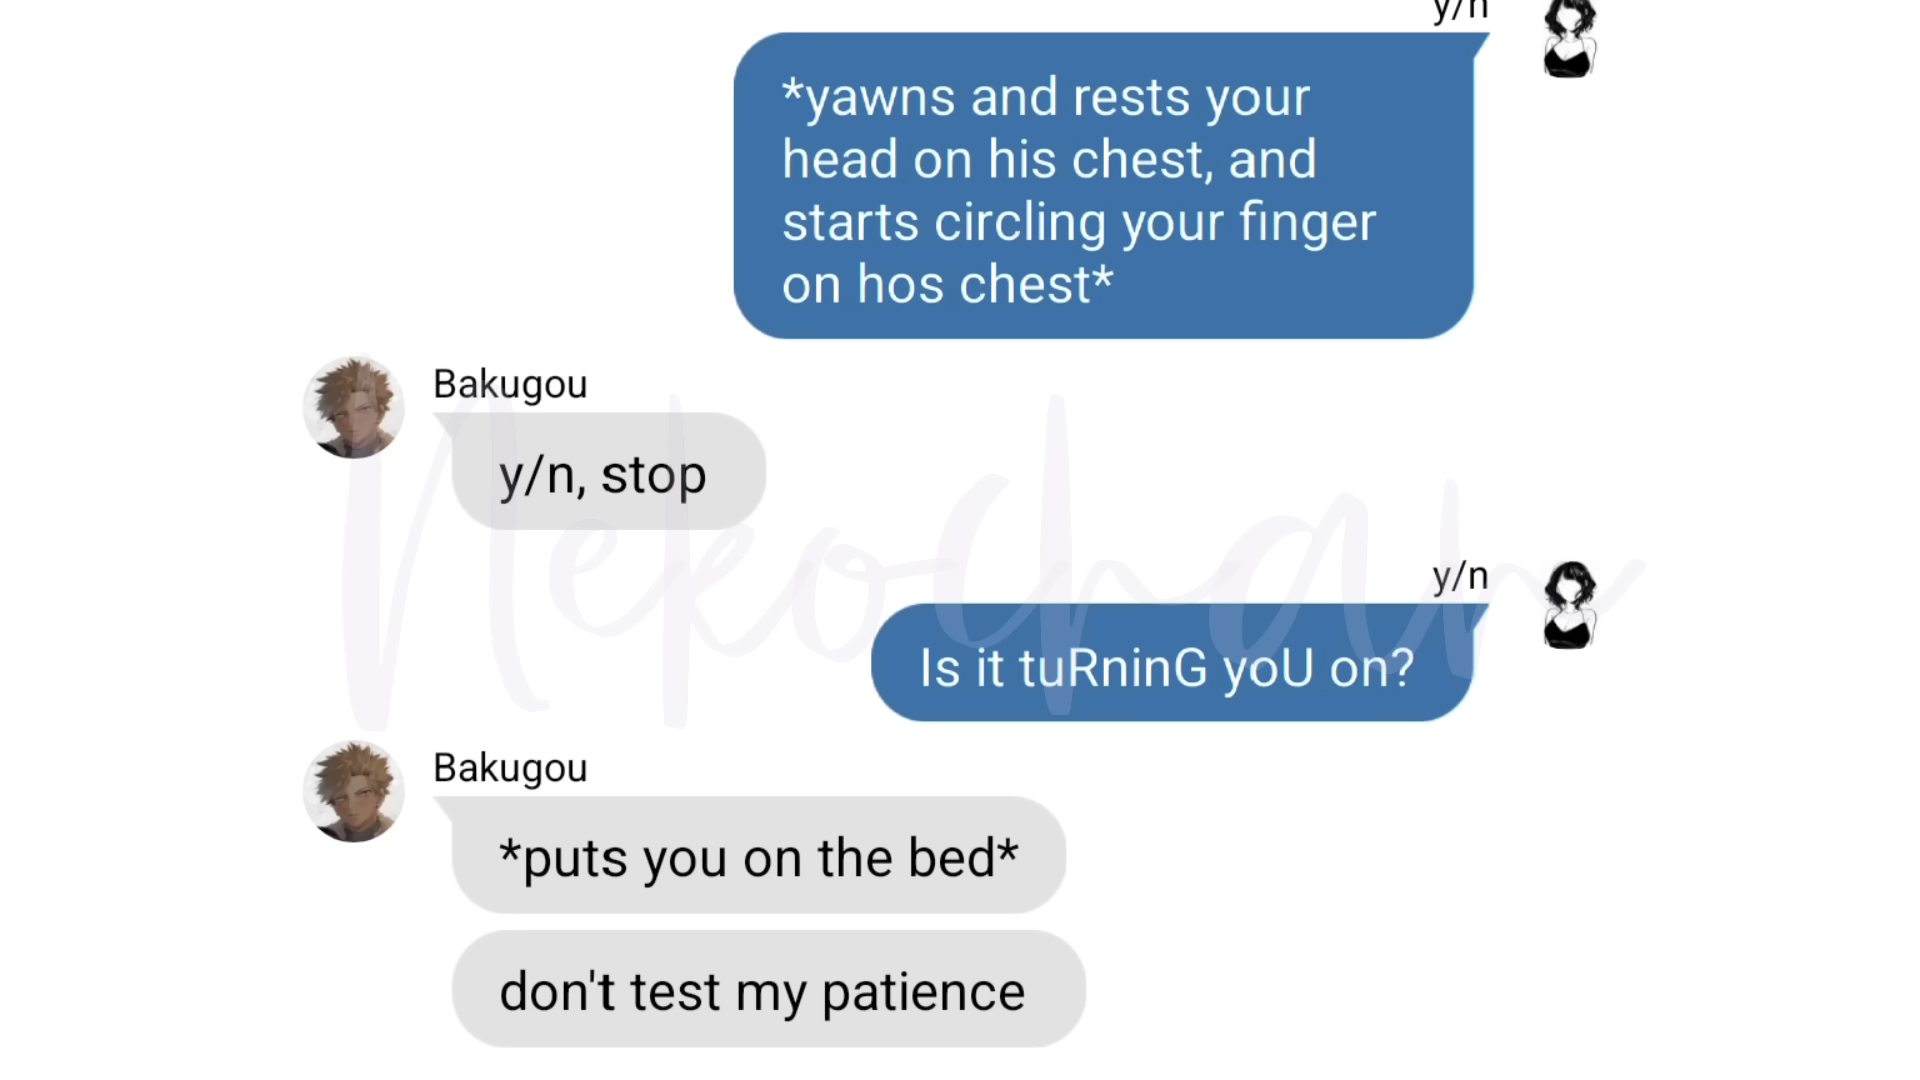 y/n
*yawns and rests your
head on his chest, and
starts circling your finger
on hos chest*
Bakugou
y/n, stop
y/n
Is it tuRninG yoU on?
Bakugou
*puts you on the bed*
don't test my patience
Nekochan